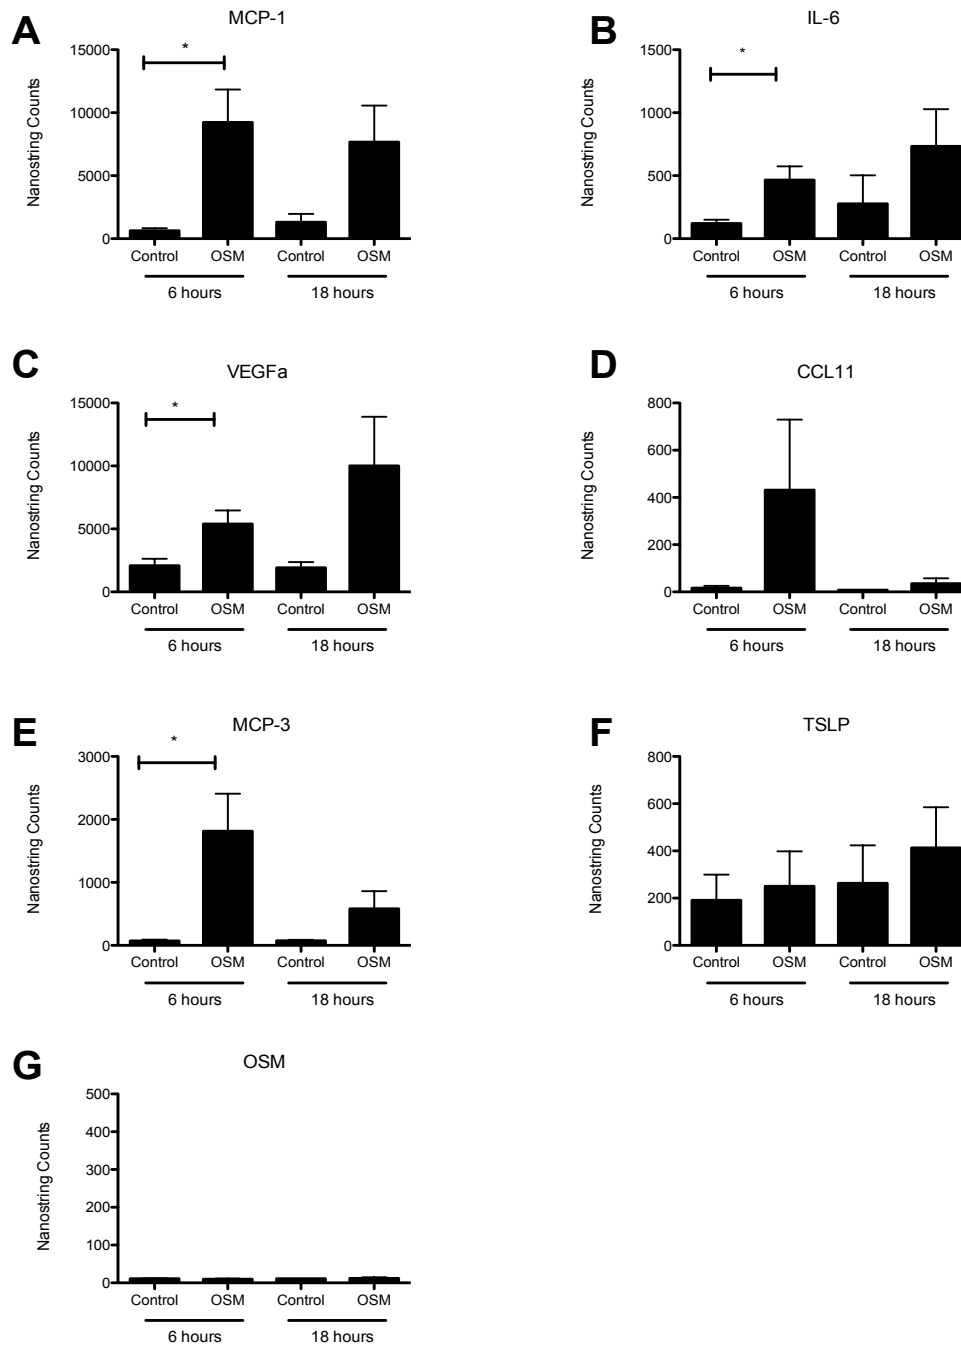 A
MCP-1
*
Nanostring Counts
15000
10000
5000
0
Control OSM Control OSM
6 hours 18 hours
B
IL-6
*
Nanostring Counts
1500
1000
500
0
Control OSM Control OSM
6 hours 18 hours
C
VEGFa
*
Nanostring Counts
15000
10000
5000
0
Control OSM Control OSM
6 hours 18 hours
D
CCL11
Nanostring Counts
800
600
400
200
0
Control OSM Control OSM
6 hours 18 hours
E
MCP-3
*
Nanostring Counts
3000
2000
1000
0
Control OSM Control OSM
6 hours 18 hours
F
TSLP
Nanostring Counts
800
600
400
200
0
Control OSM Control OSM
6 hours 18 hours
G
OSM
Nanostring Counts
500
400
300
200
100
0
Control OSM Control OSM
6 hours 18 hours